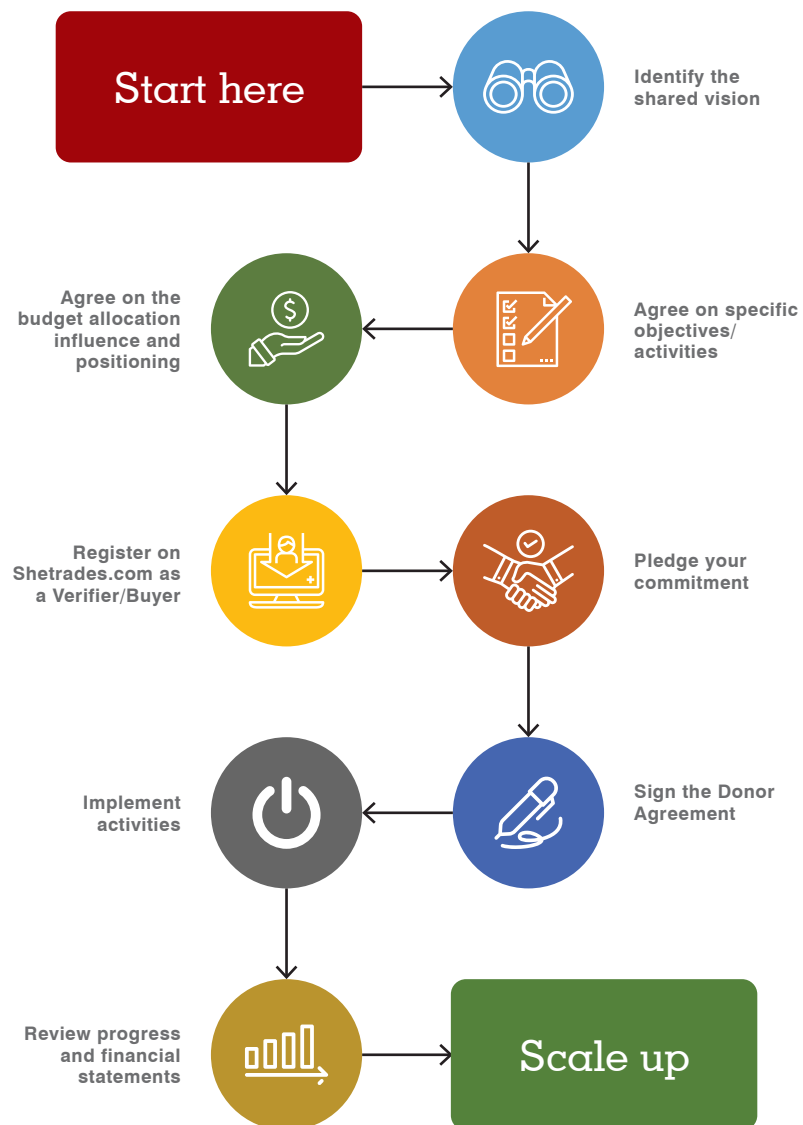 Start here
Identify the
shared vision
Agree on specific
objectives/
activities
Agree on the
budget allocation
influence and
positioning
Register on
Shetrades.com as
a Verifier/Buyer
Pledge your
commitment
Sign the Donor
Agreement
Implement
activities
Review progress
and financial
statements
Scale up